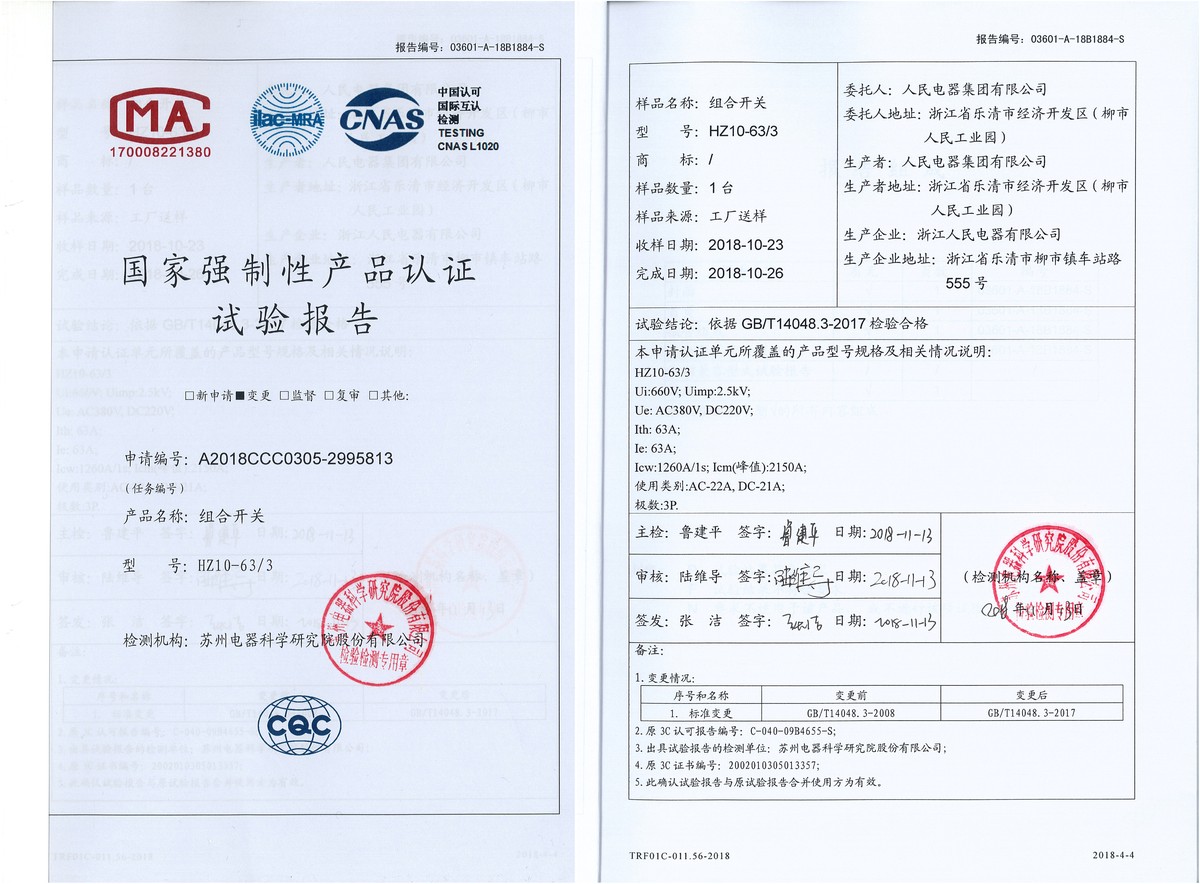 报告编号：03601-A-18B1884-S
MA
170008221380
ilac-MRA
CNAS
中国认可
国际互认
检测
TESTING
CNAS L1020
国家强制性产品认证
试验报告
□新申请■变更 □监督 □复审 □其他:
申请编号：A2018CCC0305-2995813
(任务编号)
产品名称：组合开关
型 号：HZ10-63/3
检测机构：苏州电器科学研究院股份有限公司
检验检测专用章
CQC
报告编号：03601-A-18B1884-S
样品名称：组合开关
型 号：HZ10-63/3
商 标：/
样品数量：1 台
样品来源：工厂送样
收样日期：2018-10-23
完成日期：2018-10-26
委托人：人民电器集团有限公司
委托人地址：浙江省乐清市经济开发区（柳市
人民工业园）
生产者：人民电器集团有限公司
生产者地址：浙江省乐清市经济开发区（柳市
人民工业园）
生产企业：浙江人民电器有限公司
生产企业地址：浙江省乐清市柳市镇车站路
555 号
试验结论：依据 GB/T14048.3-2017 检验合格
本申请认证单元所覆盖的产品型号规格及相关情况说明：
HZ10-63/3
Ui:660V; Uimp:2.5kV;
Ue: AC380V, DC220V;
Ith: 63A;
Ie: 63A;
Icw:1260A/1s; Icm(峰值):2150A;
使用类别:AC-22A, DC-21A;
极数:3P.
主检：鲁建平 签字：鲁建平 日期:2018-11-13
审核：陆维导 签字： 日期：2018-11-13
签发：张 洁 签字： 日期：2018-11-13
（检测机构名称、盖章）
2018年11月13日
备注：
1.变更情况：
序号和名称 变更前 变更后
1. 标准变更 GB/T14048.3-2008 GB/T14048.3-2017
2.原 3C 认可报告编号：C-040-09B4655-S;
3.出具试验报告的检测单位：苏州电器科学研究院股份有限公司;
4.原 3C 证书编号：2002010305013357;
5.此确认试验报告与原试验报告合并使用方为有效。
TRF01C-011.56-2018
2018-4-4